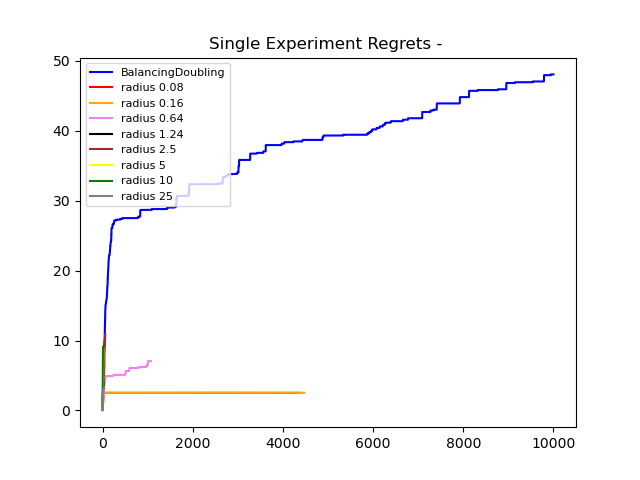 Single Experiment Regrets -
50
40
30
20
10
0
BalancingDoubling
radius 0.08
radius 0.16
radius 0.64
radius 1.24
radius 2.5
radius 5
radius 10
radius 25
0 2000 4000 6000 8000 10000